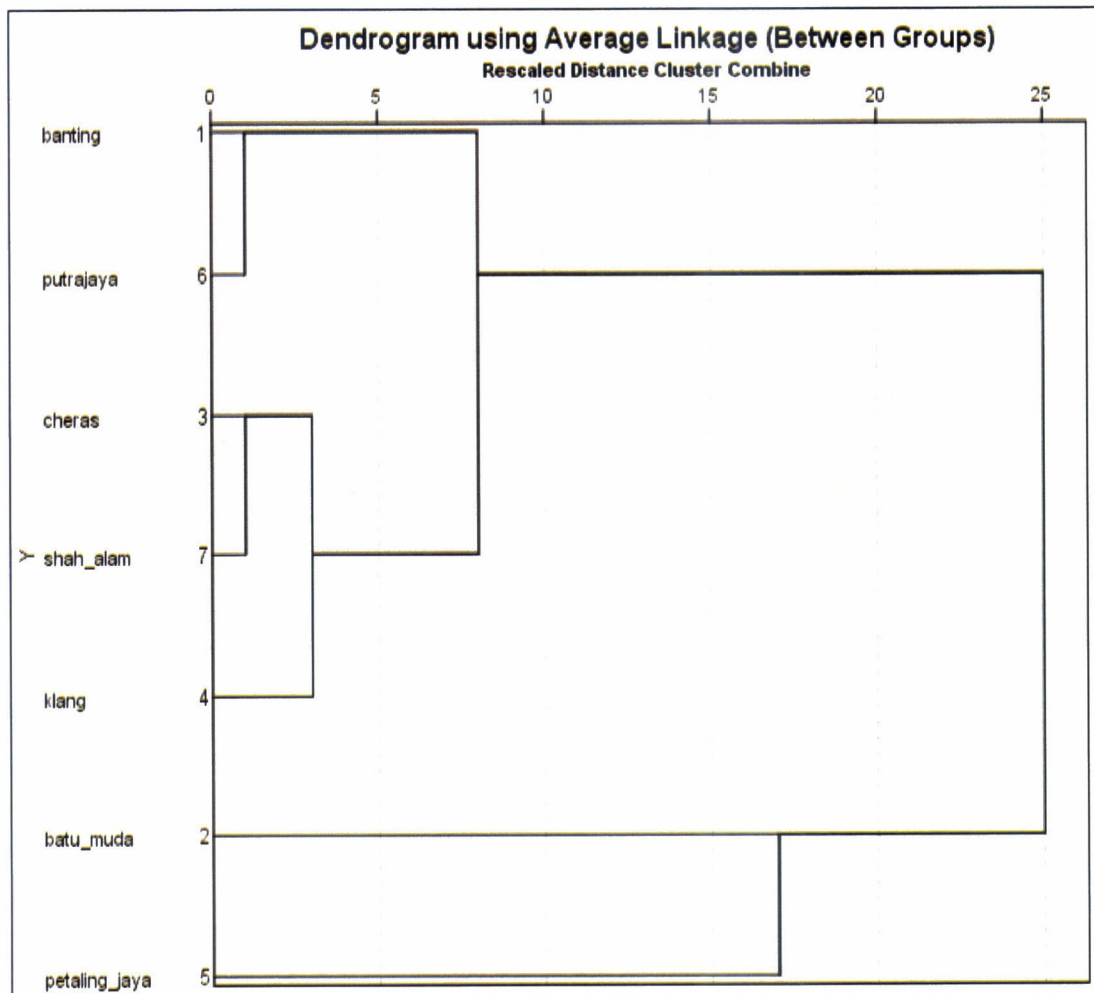 Dendrogram using Average Linkage (Between Groups)
Rescaled Distance Cluster Combine
0 5 10 15 20 25
banting 1
putrajaya 6
cheras 3
Y
shah_alam 7
klang 4
batu_muda 2
petaling_jaya 5